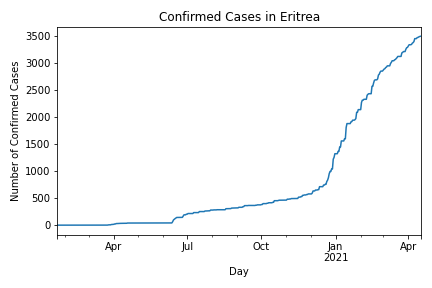 Confirmed Cases in Eritrea
Number of Confirmed Cases
3500
3000
2500
2000
1500
1000
500
0
Apr
Jul
Oct
Jan
2021
Apr
Day